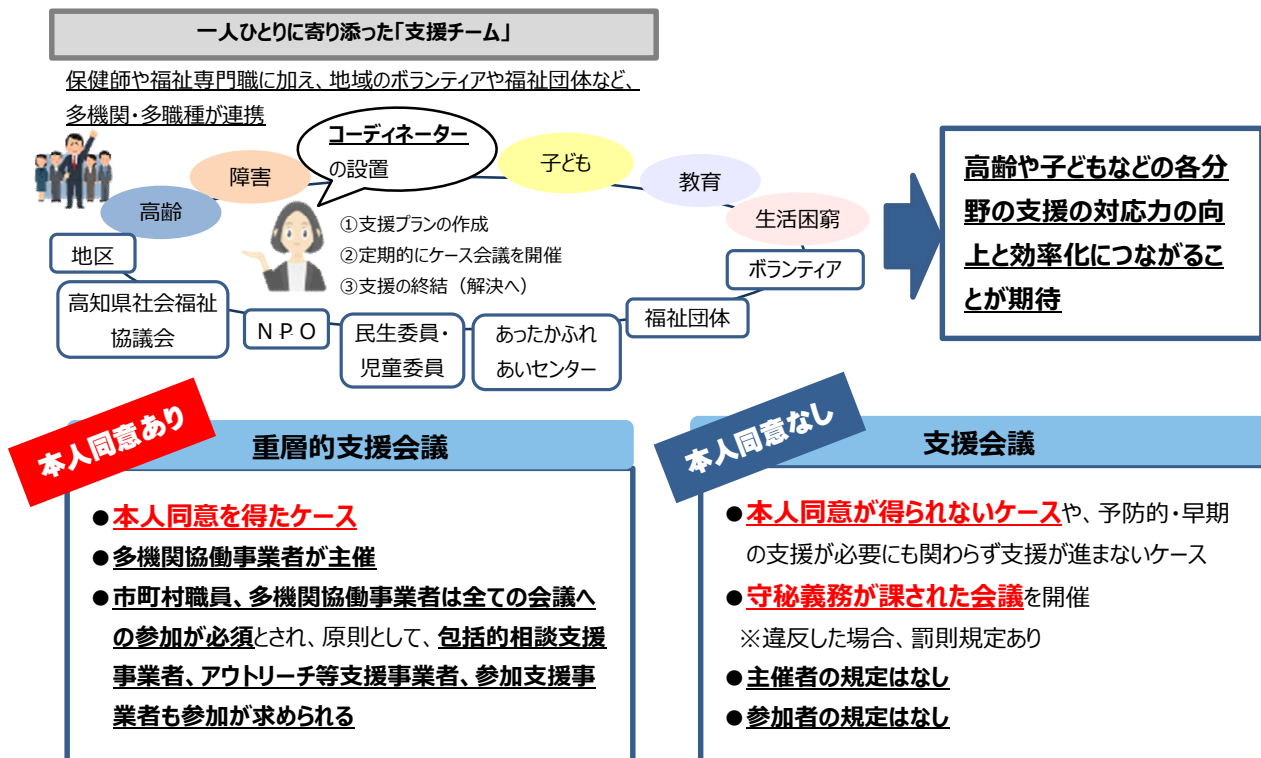 一人ひとりに寄り添った「支援チーム」
保健師や福祉専門職に加え、地域のボランティアや福祉団体など、
多機関・多職種が連携
コーディネーター
の設置
高齢
障害
子ども
教育
生活困窮
①支援プランの作成
②定期的にケース会議を開催
③支援の終結（解決へ）
地区
高知県社会福祉
協議会
ＮＰＯ
民生委員・
児童委員
あったかふれ
あいセンター
福祉団体
ボランティア
高齢や子どもなどの各分
野の支援の対応力の向
上と効率化につながるこ
とが期待
本人同意あり
重層的支援会議
●本人同意を得たケース
●多機関協働事業者が主催
●市町村職員、多機関協働事業者は全ての会議へ
の参加が必須とされ、原則として、包括的相談支援
事業者、アウトリーチ等支援事業者、参加支援事
業者も参加が求められる
本人同意なし
支援会議
●本人同意が得られないケースや、予防的・早期
の支援が必要にも関わらず支援が進まないケース
●守秘義務が課された会議を開催
※違反した場合、罰則規定あり
●主催者の規定はなし
●参加者の規定はなし